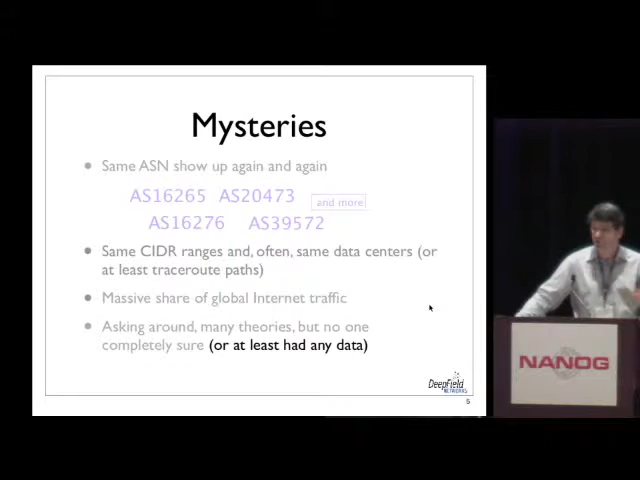 Mysteries
Same ASN show up again and again
AS16265 AS20473 and more
AS16276 AS39572
Same CIDR ranges and, often, same data centers (or
at least traceroute paths)
Massive share of global Internet traffic
Asking around, many theories, but no one
completely sure (or at least had any data)
DeepField
NETWORKS
5
NANOG